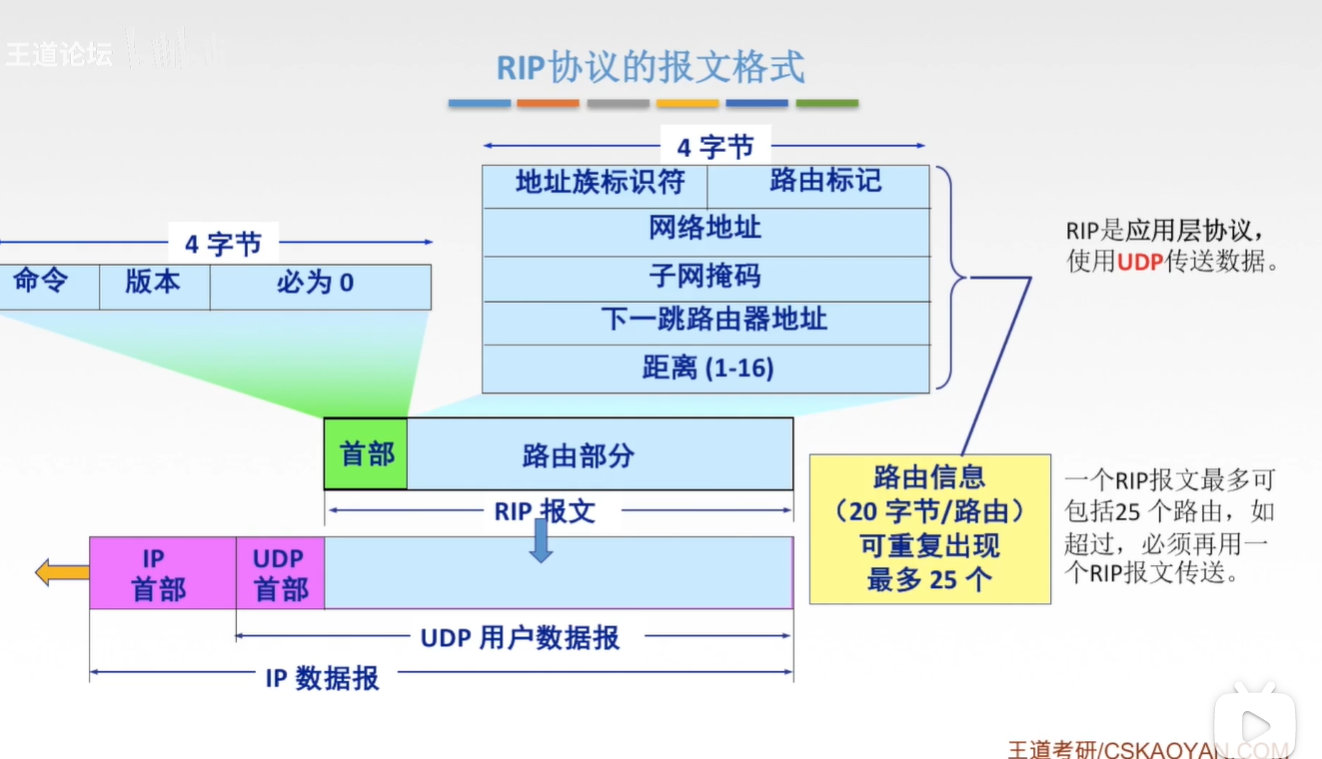 王道论坛
RIP协议的报文格式
4 字节
地址族标识符 路由标记
网络地址
子网掩码
下一跳路由器地址
距离 (1-16)
4 字节
命令 版本 必为 0
RIP是应用层协议，
使用UDP传送数据。
首部 路由部分
RIP 报文
路由信息
（20 字节/路由）
可重复出现
最多 25 个
一个RIP报文最多可
包括25 个路由，如
超过，必须再用一
个RIP报文传送。
IP
首部
UDP
首部
UDP 用户数据报
IP 数据报
王道考研/CSKAOYAN.COM